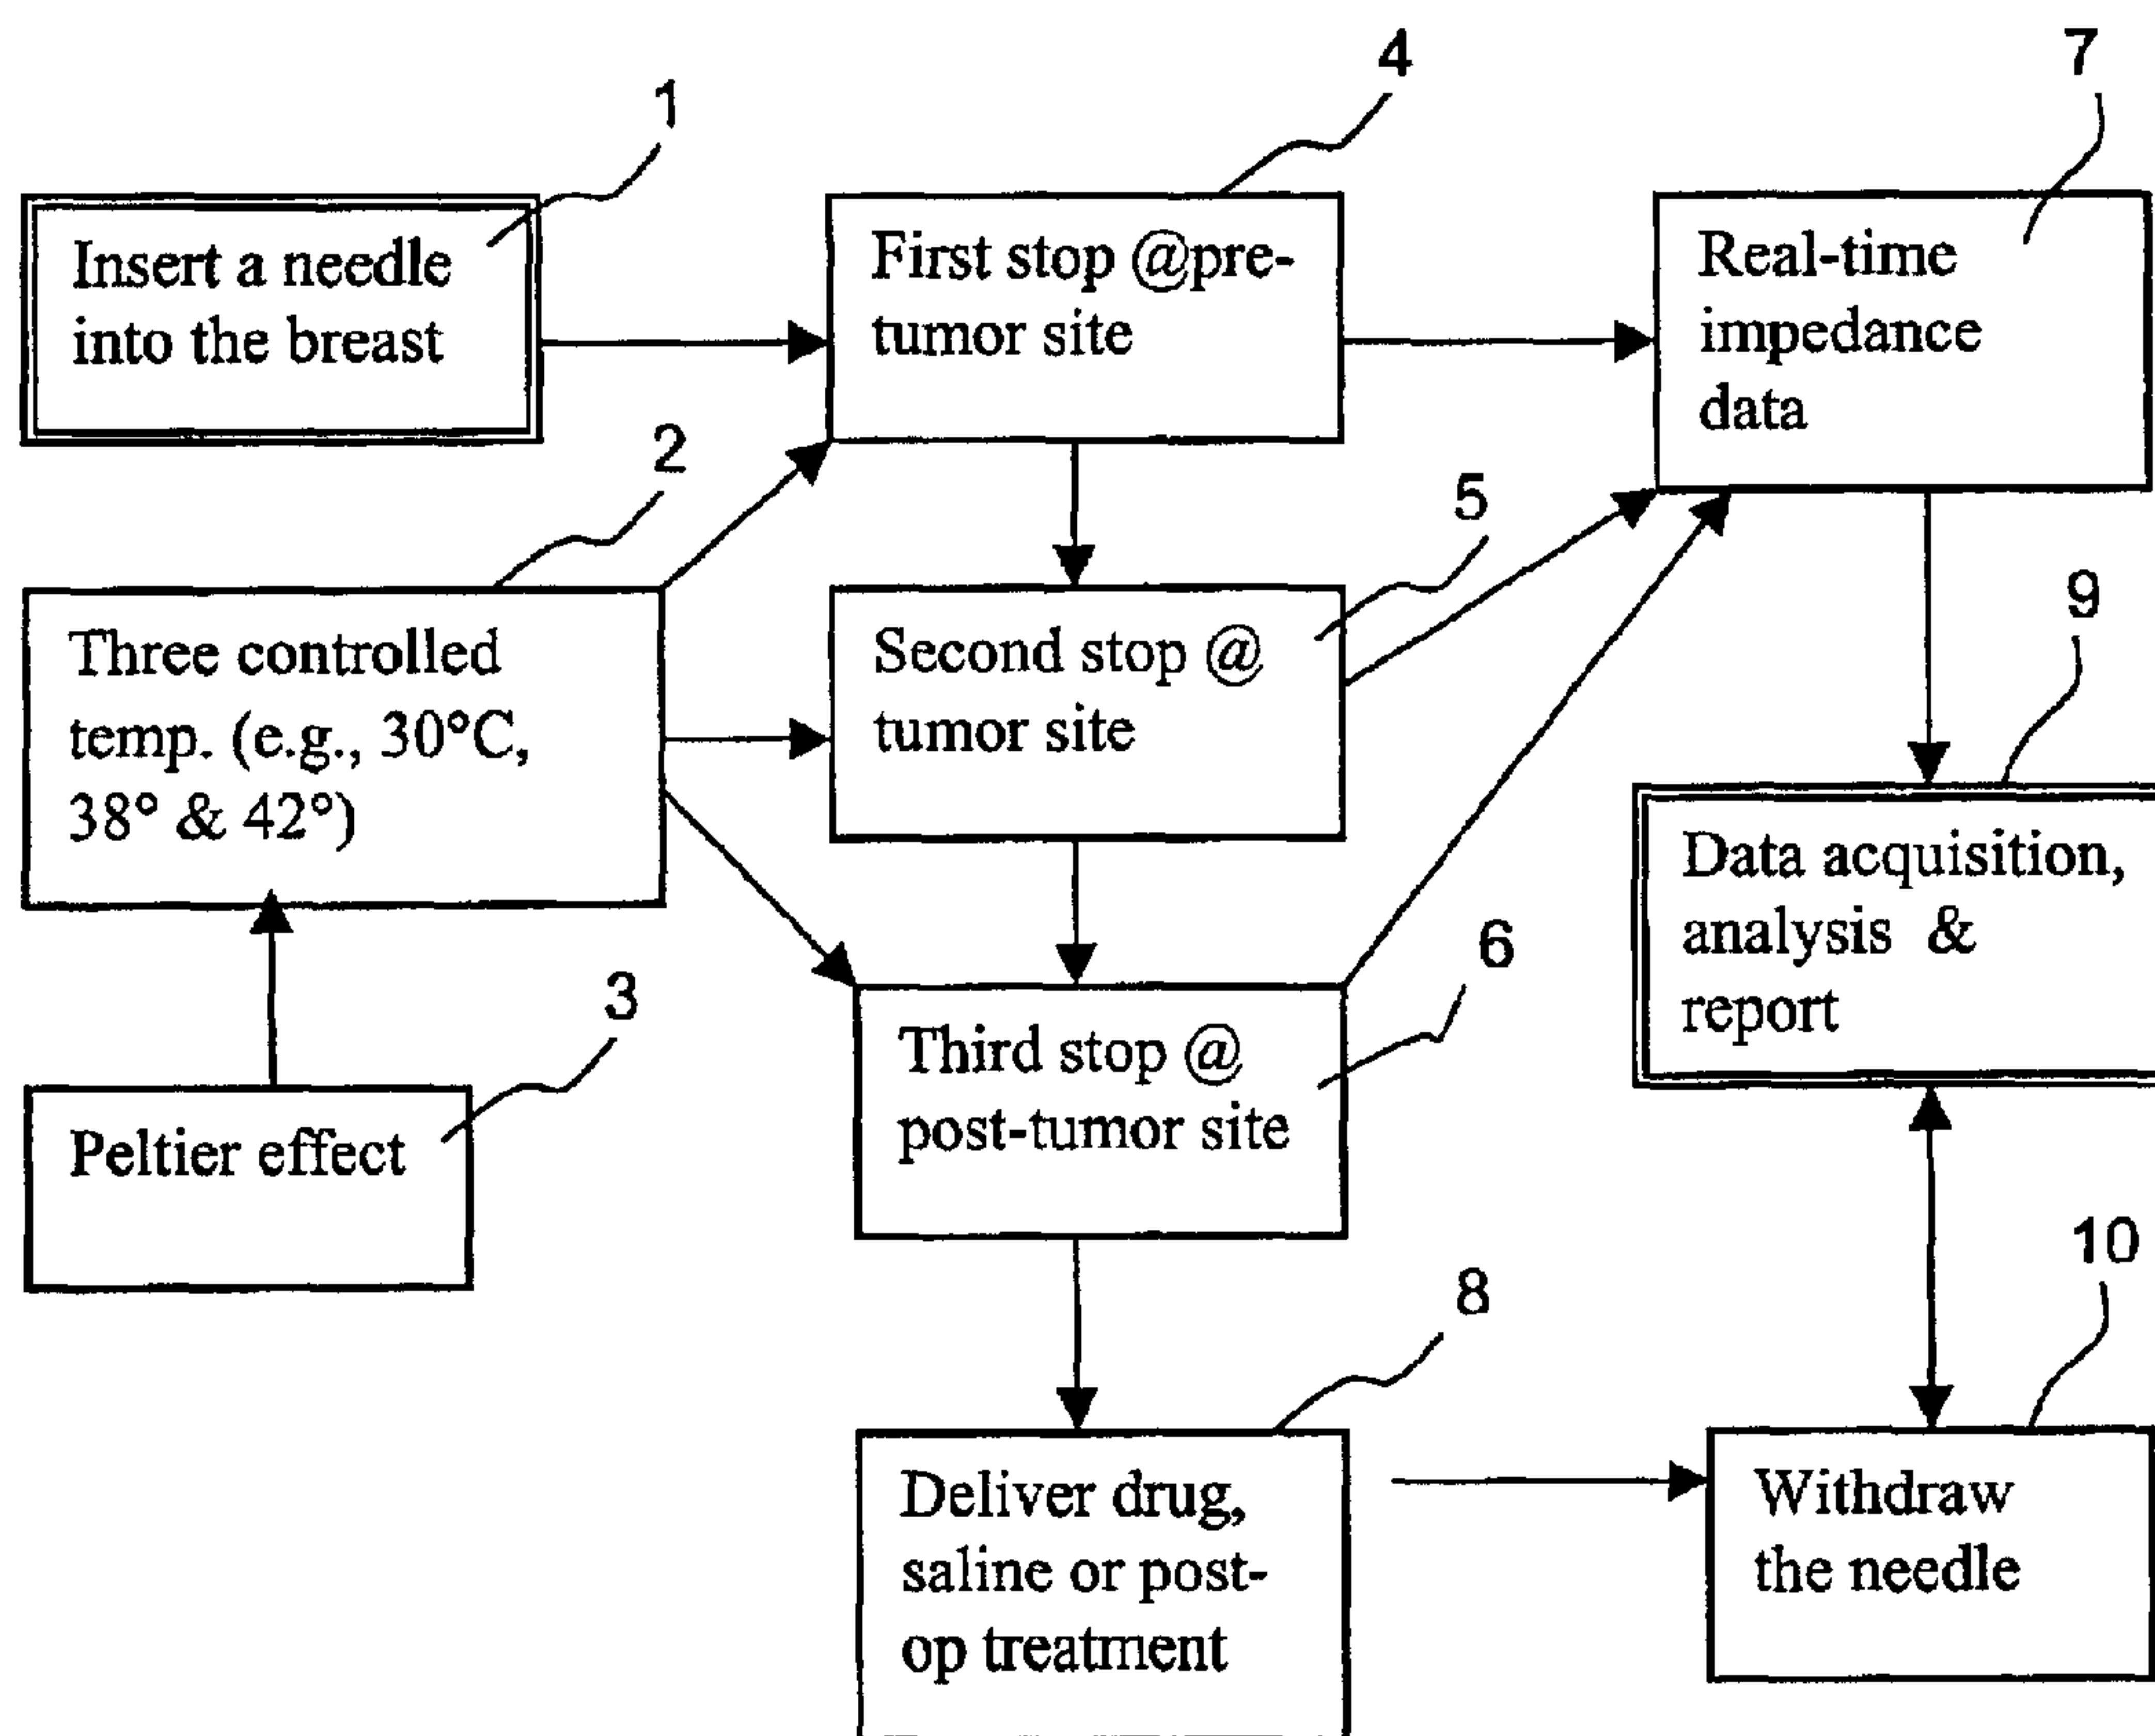 1
Insert a needle
into the breast
2
Three controlled
temp. (e.g., 30°C,
38° & 42°)
3
Peltier effect
4
First stop @pre-
tumor site
5
Second stop @
tumor site
6
Third stop @
post-tumor site
7
Real-time
impedance
data
8
Deliver drug,
saline or post-
op treatment
9
Data acquisition,
analysis &
report
10
Withdraw
the needle